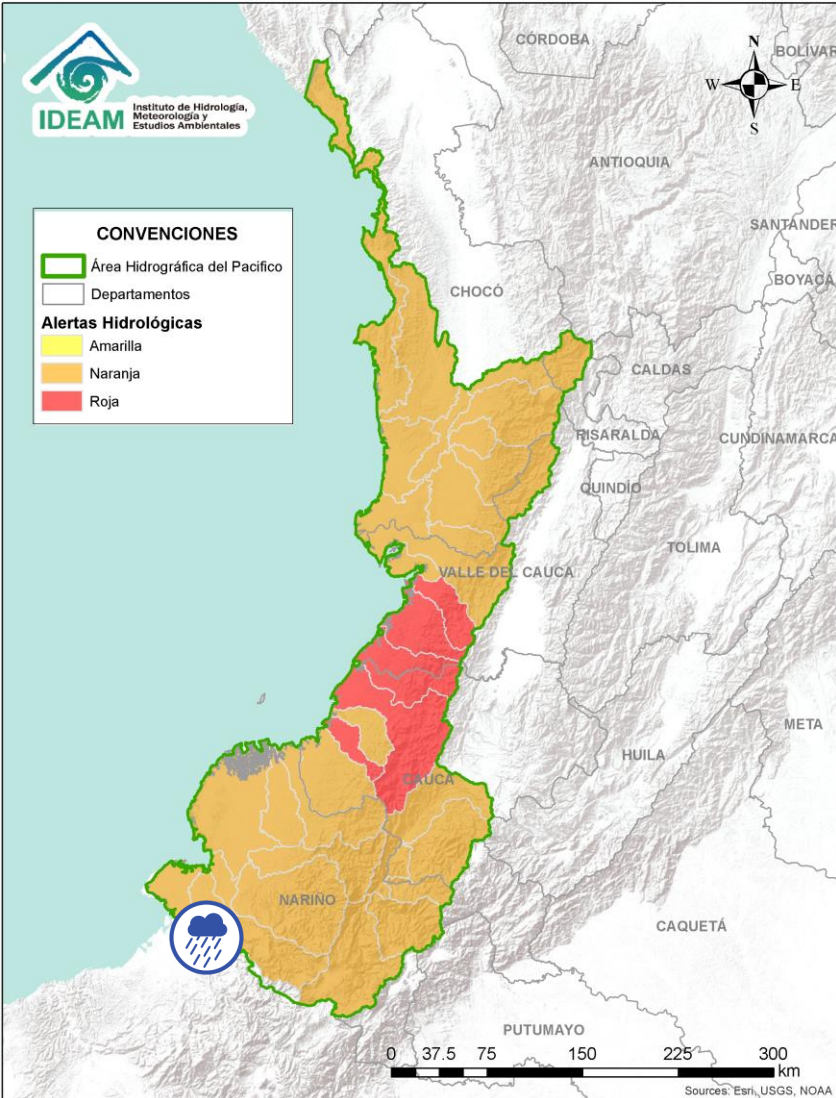 IDEAM
Instituto de Hidrología,
Meteorología y
Estudios Ambientales
N
W
E
S
CÓRDOBA
BOLÍVAR
ANTIOQUIA
SANTANDER
BOYACÁ
CHOCÓ
CALDAS
RISARALDA
CUNDINAMARCA
QUINDÍO
TOLIMA
VALLE DEL CAUCA
META
HUILA
CAUCA
NARIÑO
CAQUETÁ
PUTUMAYO
CONVENCIONES
Área Hidrográfica del Pacifico
Departamentos
Alertas Hidrológicas
Amarilla
Naranja
Roja
0 37.5 75 150 225 300
km
Sources: Esri, USGS, NOAA